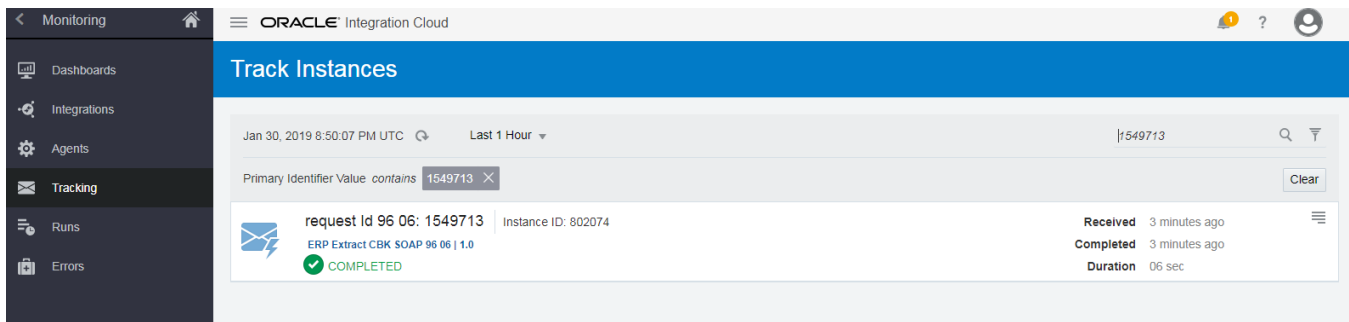 Monitoring
ORACLE Integration Cloud
1
?
Dashboards
Integrations
Agents
Tracking
Runs
Errors
Track Instances
Jan 30, 2019 8:50:07 PM UTC Last 1 Hour 1549713
Primary Identifier Value contains 1549713 Clear
request Id 96 06: 1549713 Instance ID: 802074 Received 3 minutes ago
ERP Extract CBK SOAP 96 06 | 1.0 Completed 3 minutes ago
COMPLETED Duration 06 sec